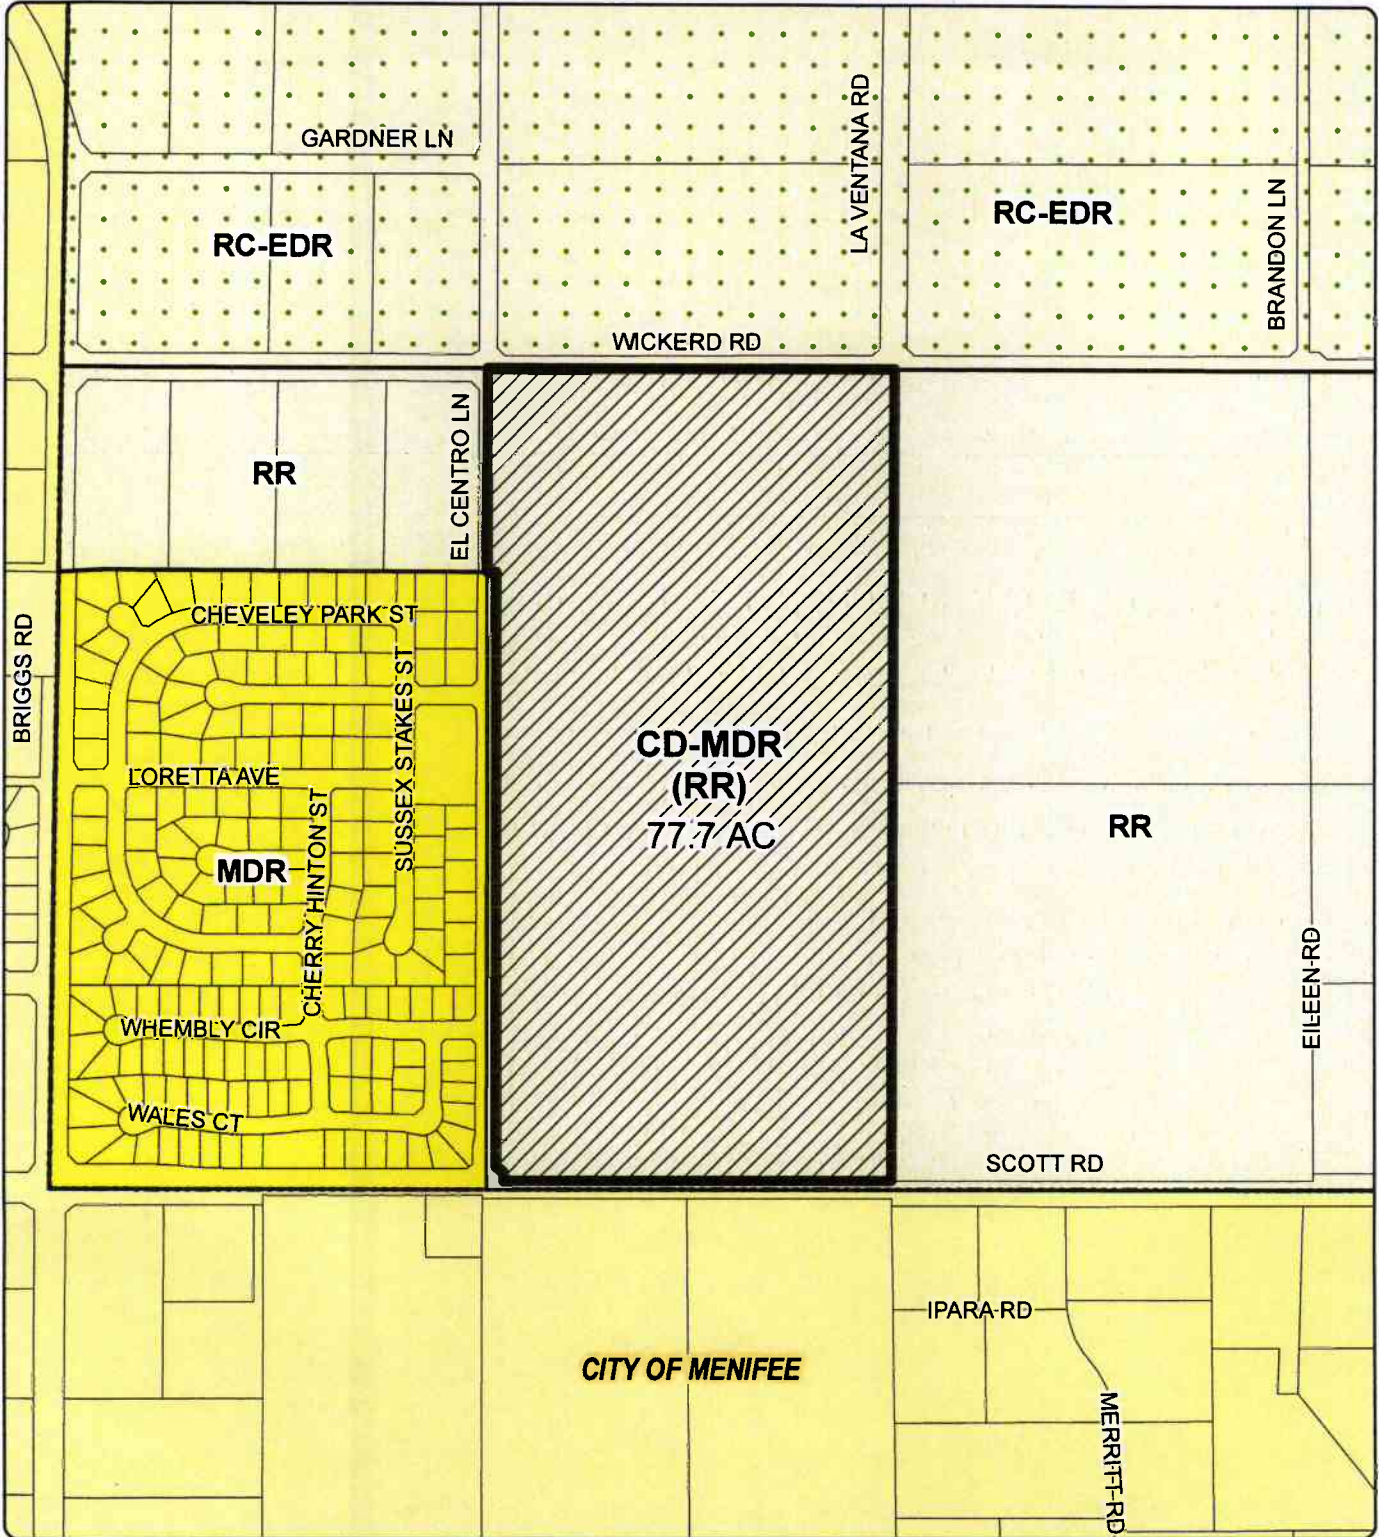 GARDNER LN
LA VENTANA RD
RC-EDR
RC-EDR
BRANDON LN
WICKERD RD
EL CENTRO LN
RR
CHEVELEY PARK ST
BRIGGS RD
SUSSEX STAKES ST
CD-MDR
(RR)
77.7 AC
LORETTA AVE
CHERRY HINTON ST
RR
MDR
EILEEN RD
WHEMBLY CIR
WALES CT
SCOTT RD
IPARA RD
CITY OF MENIFEE
MERRITT RD